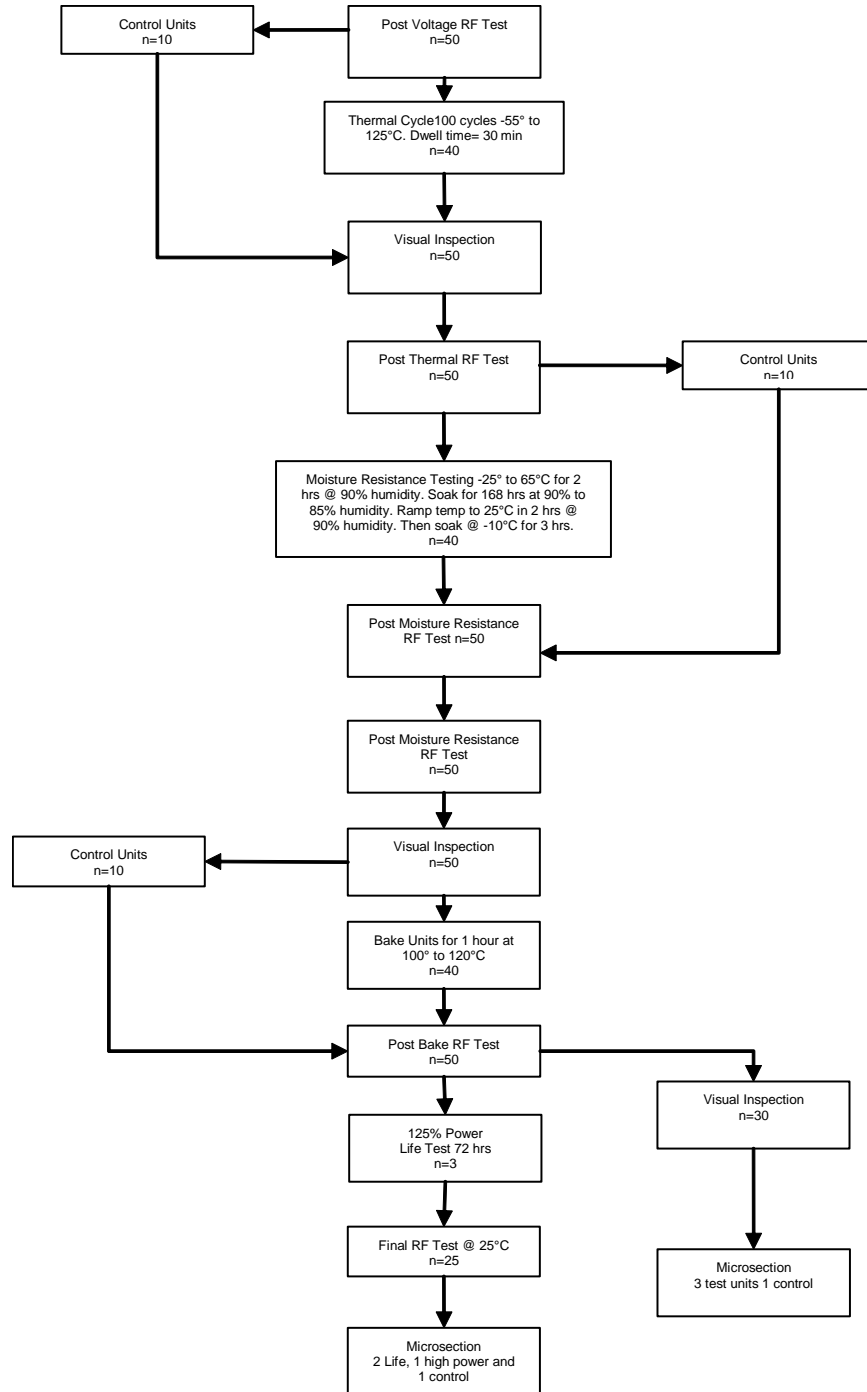 Control Units
n=10
Post Voltage RF Test
n=50
Thermal Cycle100 cycles -55° to
125°C. Dwell time= 30 min
n=40
Visual Inspection
n=50
Post Thermal RF Test
n=50
Control Units
n=10
Moisture Resistance Testing -25° to 65°C for 2
hrs @ 90% humidity. Soak for 168 hrs at 90% to
85% humidity. Ramp temp to 25°C in 2 hrs @
90% humidity. Then soak @ -10°C for 3 hrs.
n=40
Post Moisture Resistance
RF Test n=50
Post Moisture Resistance
RF Test
n=50
Visual Inspection
n=50
Control Units
n=10
Bake Units for 1 hour at
100° to 120°C
n=40
Post Bake RF Test
n=50
Visual Inspection
n=30
125% Power
Life Test 72 hrs
n=3
Final RF Test @ 25°C
n=25
Microsection
3 test units 1 control
Microsection
2 Life, 1 high power and
1 control